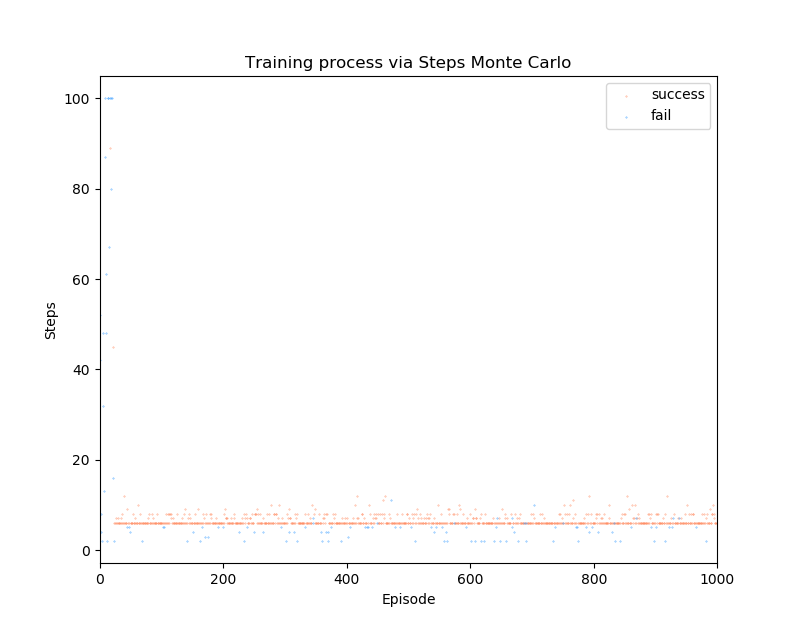 Training process via Steps Monte Carlo
success
fail
100
80
60
40
20
0
Steps
0 200 400 600 800 1000
Episode